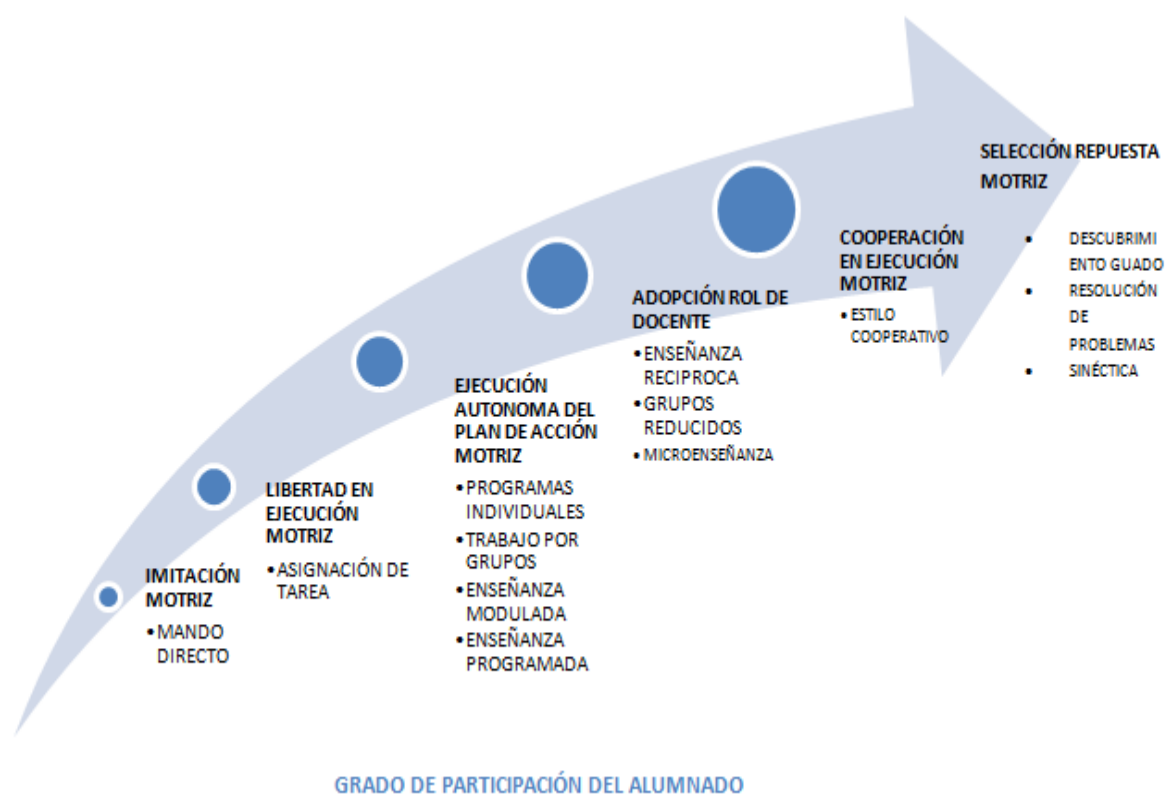 IMITACIÓN
MOTRIZ
•MANDO
DIRECTO
LIBERTAD EN
EJECUCIÓN
MOTRIZ
•ASIGNACIÓN DE
TAREA
EJECUCIÓN
AUTONOMA DEL
PLAN DE ACCIÓN
MOTRIZ
•PROGRAMAS
INDIVIDUALES
•TRABAJO POR
GRUPOS
•ENSEÑANZA
MODULADA
•ENSEÑANZA
PROGRAMADA
ADOPCIÓN ROL DE
DOCENTE
•ENSEÑANZA
RECIPROCA
•GRUPOS
REDUCIDOS
•MICROENSEÑANZA
COOPERACIÓN
EN EJECUCIÓN
MOTRIZ
•ESTILO
COOPERATIVO
SELECCIÓN REPUESTA
MOTRIZ
• DESCUBRIMI
ENTO GUADO
• RESOLUCIÓN
DE
PROBLEMAS
• SINÉCTICA
GRADO DE PARTICIPACIÓN DEL ALUMNADO